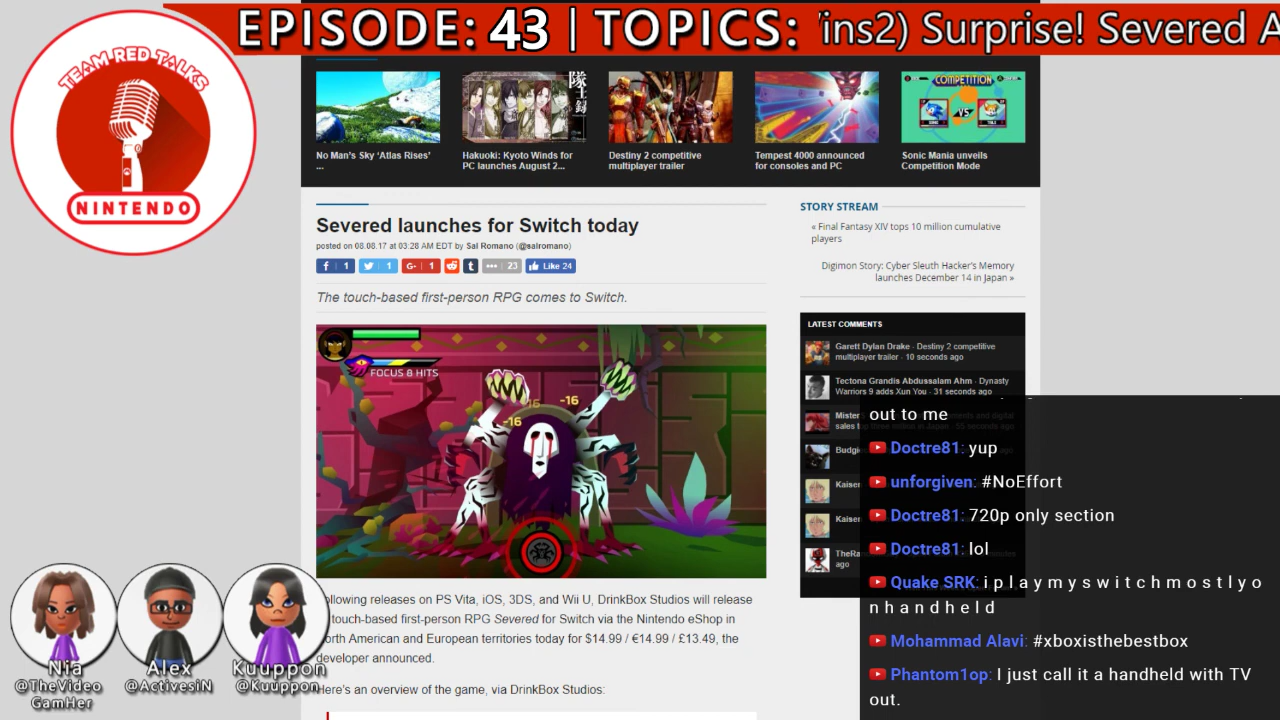 EPISODE: 43 | TOPICS: Wins2) Surprise! Severed A
TEAM RED TALKS
NINTENDO
No Man's Sky 'Atlas Rises'
...
Hakuoki: Kyoto Winds for
PC launches August 2...
Destiny 2 competitive
multiplayer trailer
Tempest 4000 announced
for consoles and PC
COMPETITION
VS
Sonic Mania unveils
Competition Mode
Severed launches for Switch today
posted on 08.08.17 at 03:28 AM EDT by Sal Romano (@salromano)
f 1
1
G+ 1
t
••• 23
Like 24
The touch-based first-person RPG comes to Switch.
FOCUS 8 HITS
-16
-16
-16
ollowing releases on PS Vita, iOS, 3DS, and Wii U, DrinkBox Studios will release
touch-based first-person RPG Severed for Switch via the Nintendo eShop in
orth American and European territories today for $14.99 / €14.99 / £13.49, the
developer announced.
Here's an overview of the game, via DrinkBox Studios:
STORY STREAM
« Final Fantasy XIV tops 10 million cumulative
players
Digimon Story: Cyber Sleuth Hacker's Memory
launches December 14 in Japan »
LATEST COMMENTS
Garett Dylan Drake - Destiny 2 competitive
multiplayer trailer - 10 seconds ago
Tectona Grandis Abdussalam Ahm - Dynasty
Warriors 9 adds Xun You - 31 seconds ago
Mister
Budgi
Kaiser
Kaiser
TheRa
ago
out to me
Doctre81: yup
unforgiven: #NoEffort
Doctre81: 720p only section
Doctre81: lol
Quake SRK: i p l a y m y s w i t c h m o s t l y o
n h a n d h e l d
Mohammad Alavi: #xboxisthebestbox
Phantom1op: I just call it a handheld with TV
out.
Nia
@TheVideo
GamHer
Alex
@ActivesiN
Kuuppon
@Kuuppon